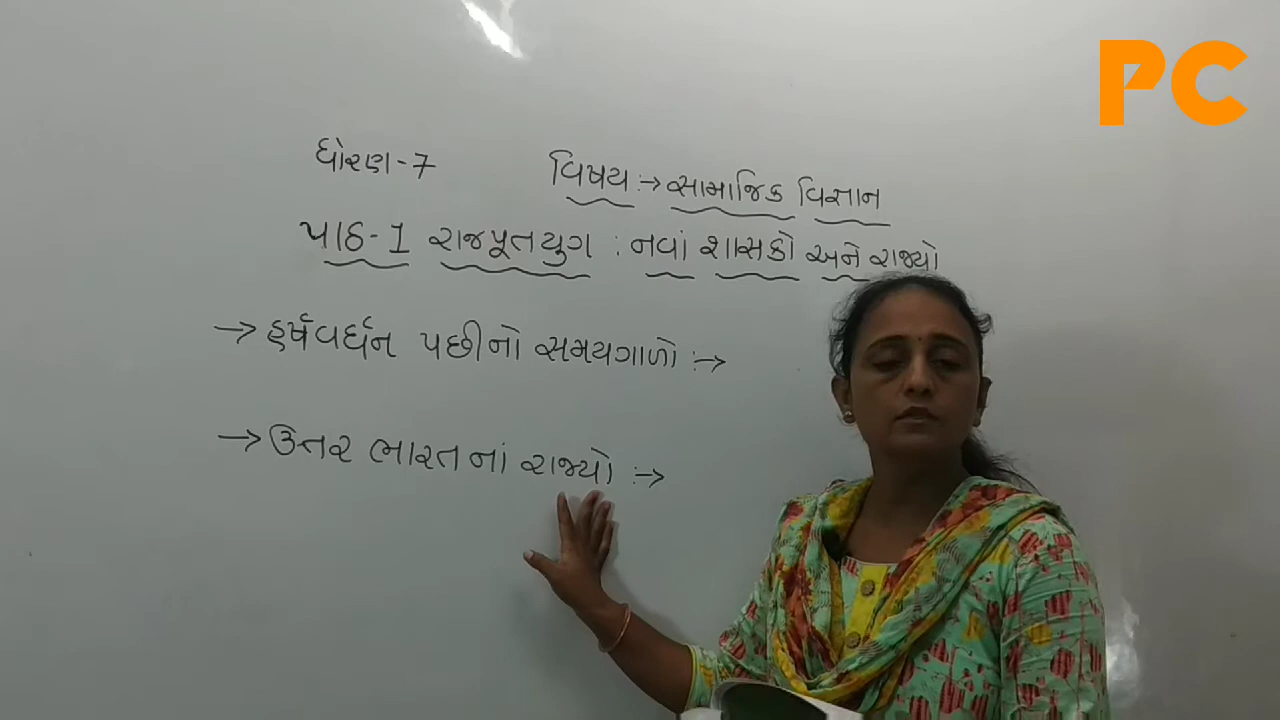 PC
ધોરણ-7 વિષય :→ સામાજિક વિજ્ઞાન
પાઠ-1 રાજપૂતયુગ : નવાં શાસકો અને રાજ્યો
→ હર્ષવર્ધન પછીનો સમયગાળો :→
→ ઉત્તર ભારતનાં રાજ્યો :→